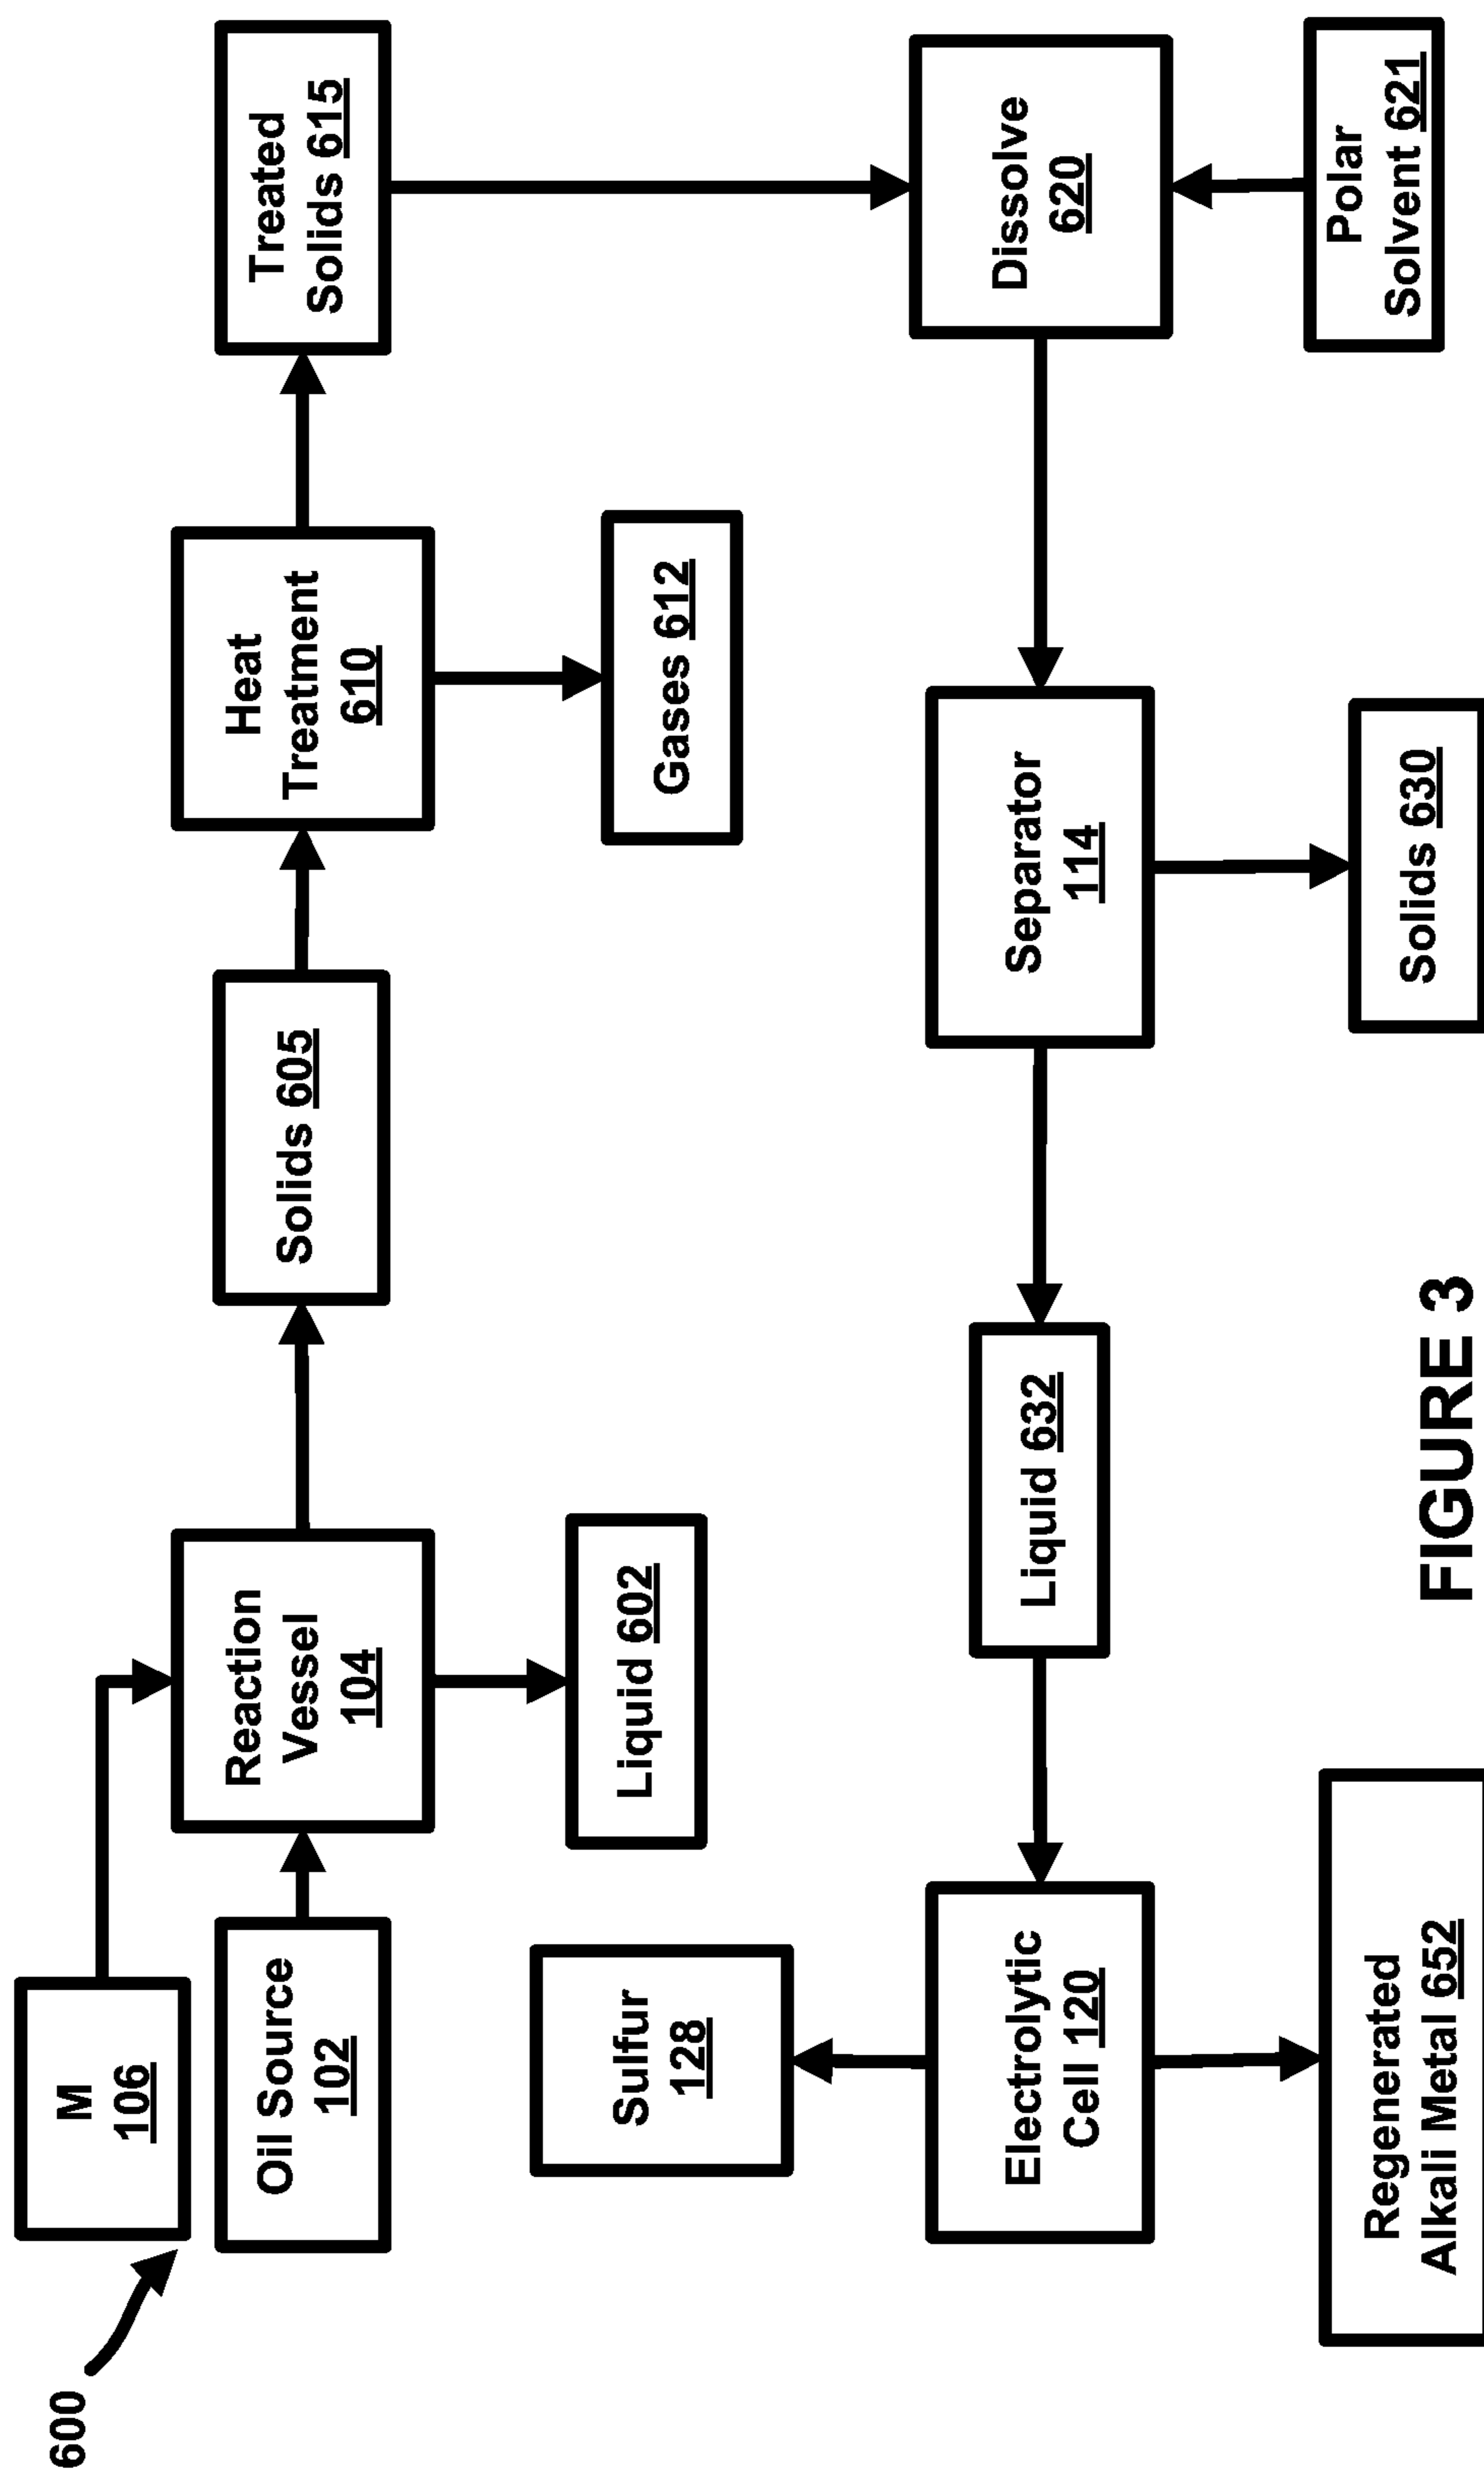 600
M
106
Oil Source
102
Reaction
Vessel
104
Liquid 602
Solids 605
Heat
Treatment
610
Gases 612
Treated
Solids 615
Dissolve
620
Polar
Solvent 621
Separator
114
Solids 630
Liquid 632
Electrolytic
Cell 120
Sulfur
128
Regenerated
Alkali Metal 652
FIGURE 3